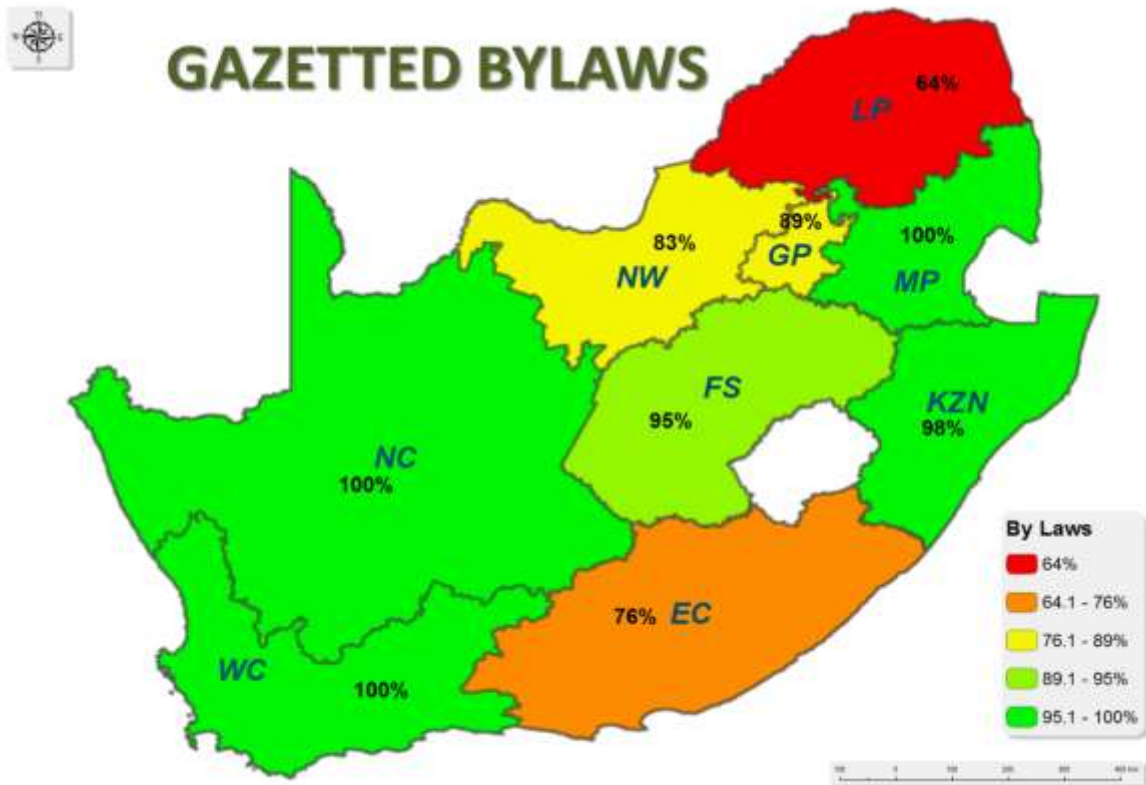 GAZETTED BYLAWS
64%
LP
89%
83%
100%
GP
NW
MP
FS
KZN
95%
98%
NC
100%
By Laws
64%
64.1 - 76%
76.1 - 89%
89.1 - 95%
95.1 - 100%
76% EC
WC
100%